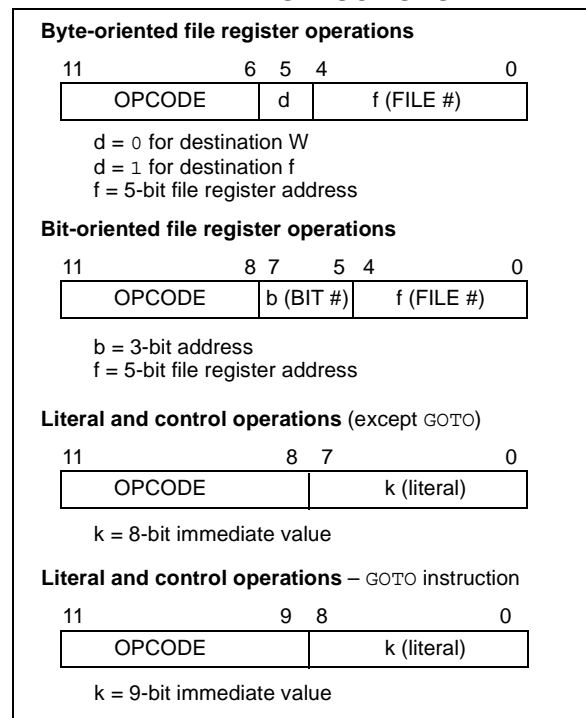 Byte-oriented file register operations
11 6 5 4 0
OPCODE d f (FILE #)
d = 0 for destination W
d = 1 for destination f
f = 5-bit file register address
Bit-oriented file register operations
11 8 7 5 4 0
OPCODE b (BIT #) f (FILE #)
b = 3-bit address
f = 5-bit file register address
Literal and control operations (except GOTO)
11 8 7 0
OPCODE k (literal)
k = 8-bit immediate value
Literal and control operations – GOTO instruction
11 9 8 0
OPCODE k (literal)
k = 9-bit immediate value